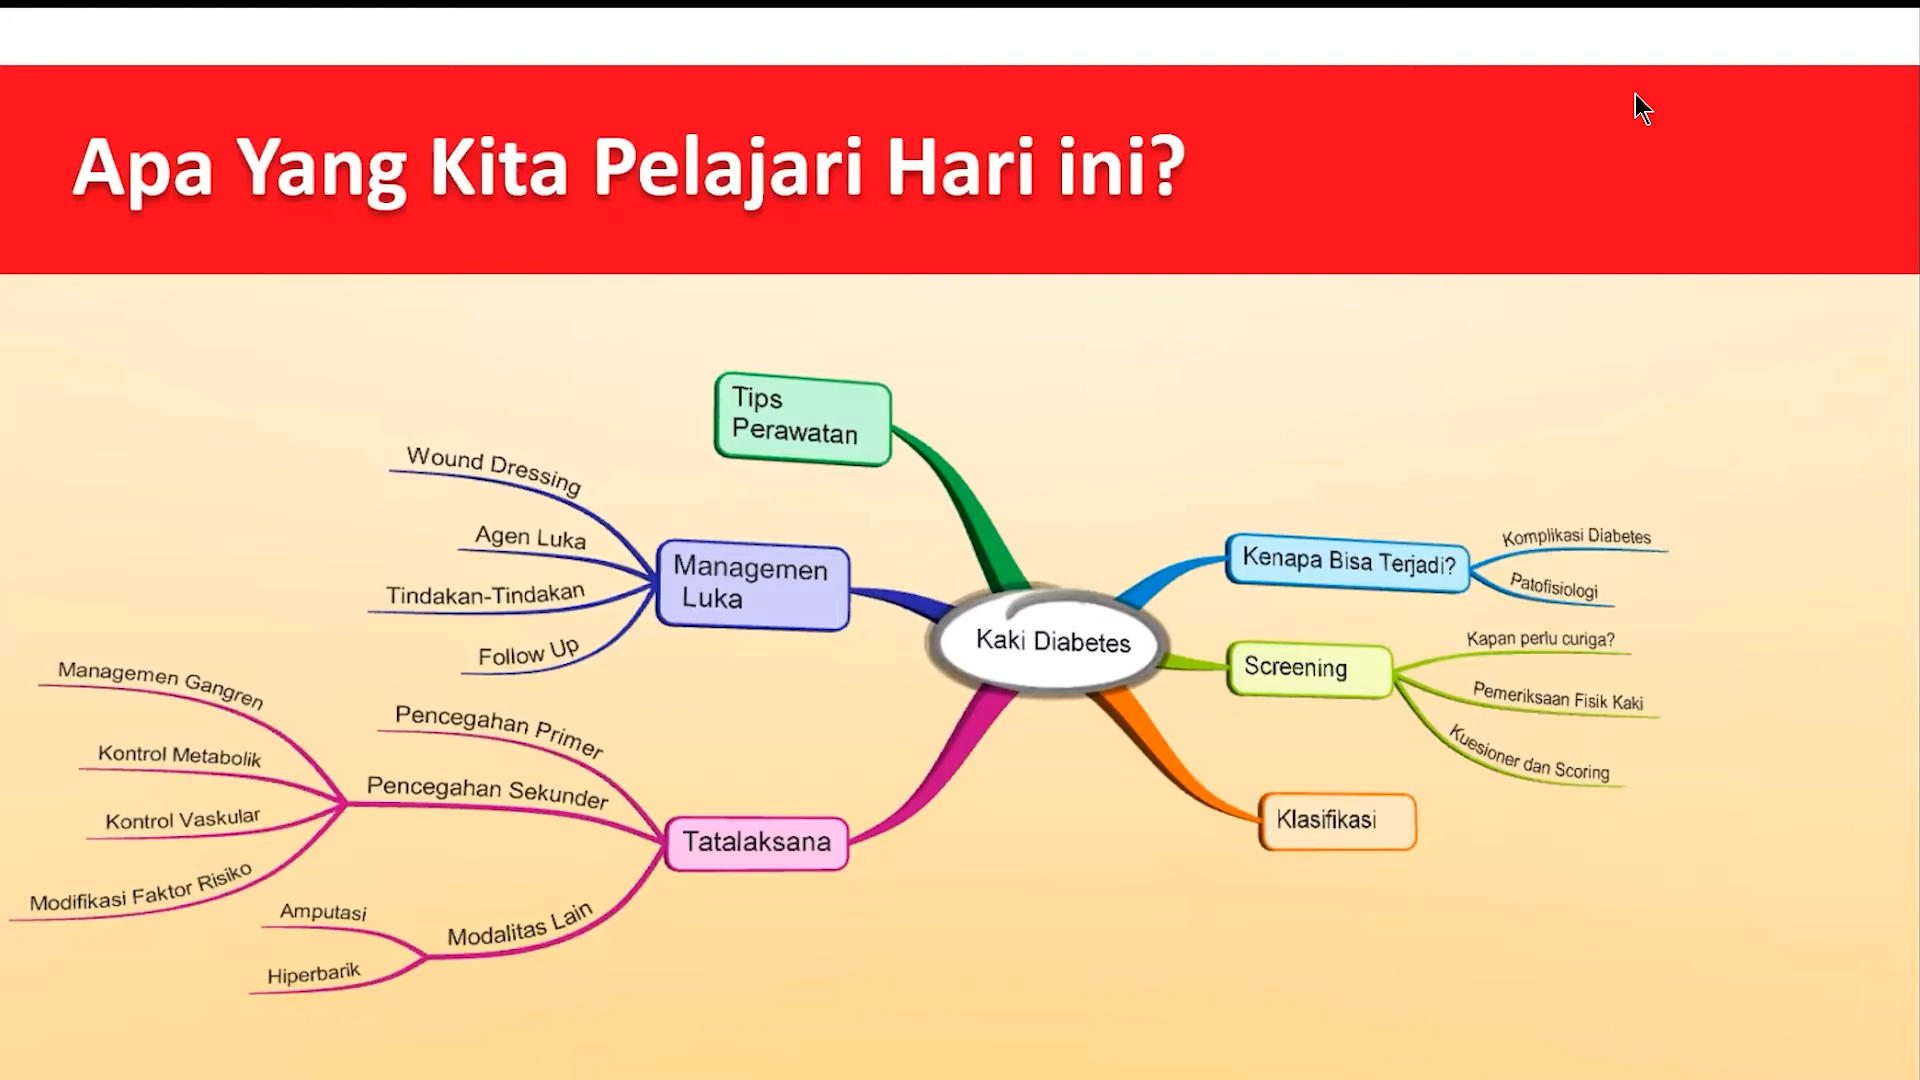 Apa Yang Kita Pelajari Hari ini?
Kaki Diabetes
Kenapa Bisa Terjadi?
Komplikasi Diabetes
Patofisiologi
Screening
Kapan perlu curiga?
Pemeriksaan Fisik Kaki
Kuesioner dan Scoring
Klasifikasi
Tatalaksana
Pencegahan Primer
Pencegahan Sekunder
Managemen Gangren
Kontrol Metabolik
Kontrol Vaskular
Modifikasi Faktor Risiko
Modalitas Lain
Amputasi
Hiperbarik
Managemen
Luka
Wound Dressing
Agen Luka
Tindakan-Tindakan
Follow Up
Tips
Perawatan